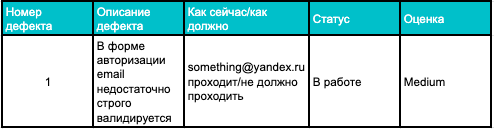 Номер дефекта
Описание дефекта
Как сейчас/как должно
Статус
Оценка
1
В форме
авторизации
email
недостаточно
строго
валидируется
something@yandex.ru
проходит/не должно
проходить
В работе
Medium